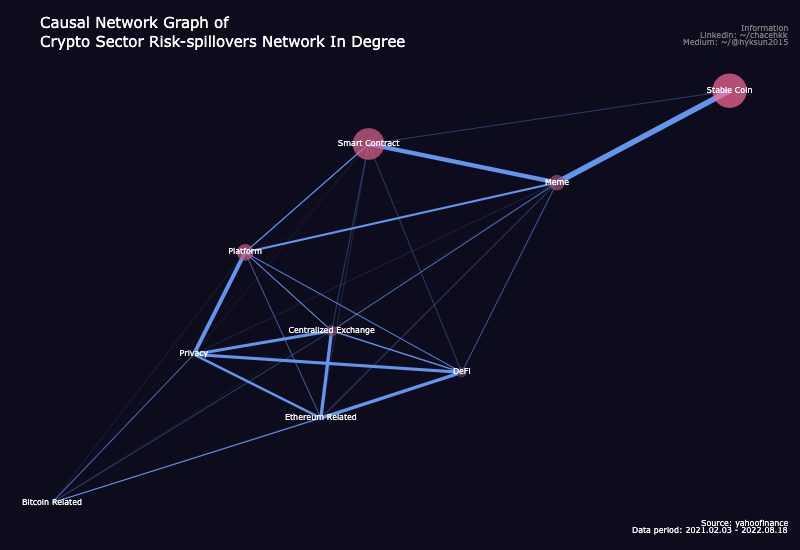 Causal Network Graph of
Crypto Sector Risk-spillovers Network In Degree
Information
Linkedin: ~/chacehkk
Medium: ~/@hyksun2015
Stable Coin
Smart Contract
Meme
Platform
Centralized Exchange
Privacy
DeFi
Ethereum Related
Bitcoin Related
Source: yahoofinance
Data period: 2021.02.03 - 2022.08.18